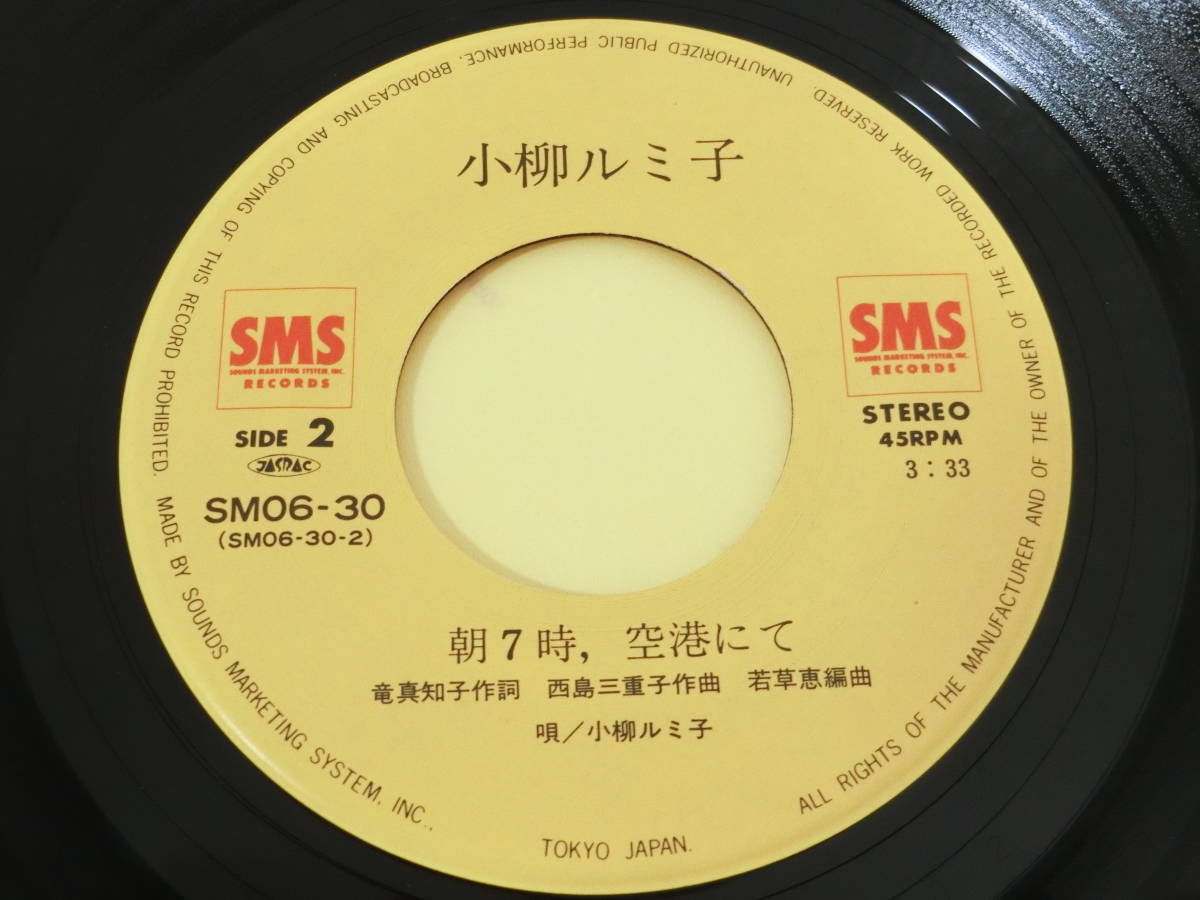 小柳ルミ子
SMS
SOUNDS MARKETING SYSTEM, INC.
RECORDS
SIDE 2
JASRAC
SM06-30
(SM06-30-2)
SMS
SOUNDS MARKETING SYSTEM, INC.
RECORDS
STEREO
45RPM
3:33
朝7時, 空港にて
竜真知子作詞 西島三重子作曲 若草恵編曲
唄/小柳ルミ子
MADE BY SOUNDS MARKETING SYSTEM, INC., TOKYO JAPAN. ALL RIGHTS OF THE MANUFACTURER AND OF THE OWNER OF THE RECORDED WORK RESERVED. UNAUTHORIZED PUBLIC PERFORMANCE, BROADCASTING AND COPYING OF THIS RECORD PROHIBITED.